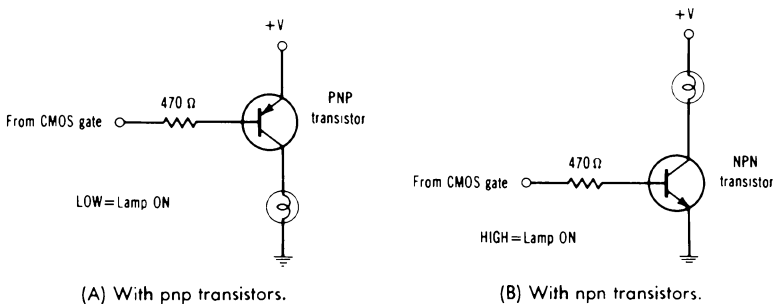 +V
PNP
transistor
470 Ω
From CMOS gate
LOW=Lamp ON
(A) With pnp transistors.
+V
NPN
transistor
470 Ω
From CMOS gate
HIGH=Lamp ON
(B) With npn transistors.